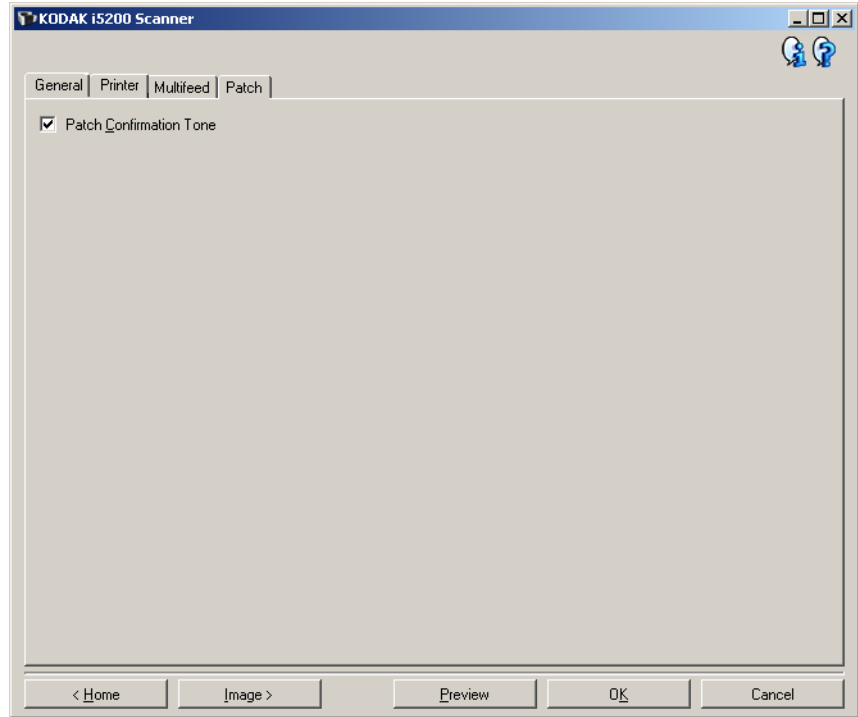 KODAK i5200 Scanner
General Printer Multifeed Patch
Patch Confirmation Tone
< Home Image > Preview OK Cancel